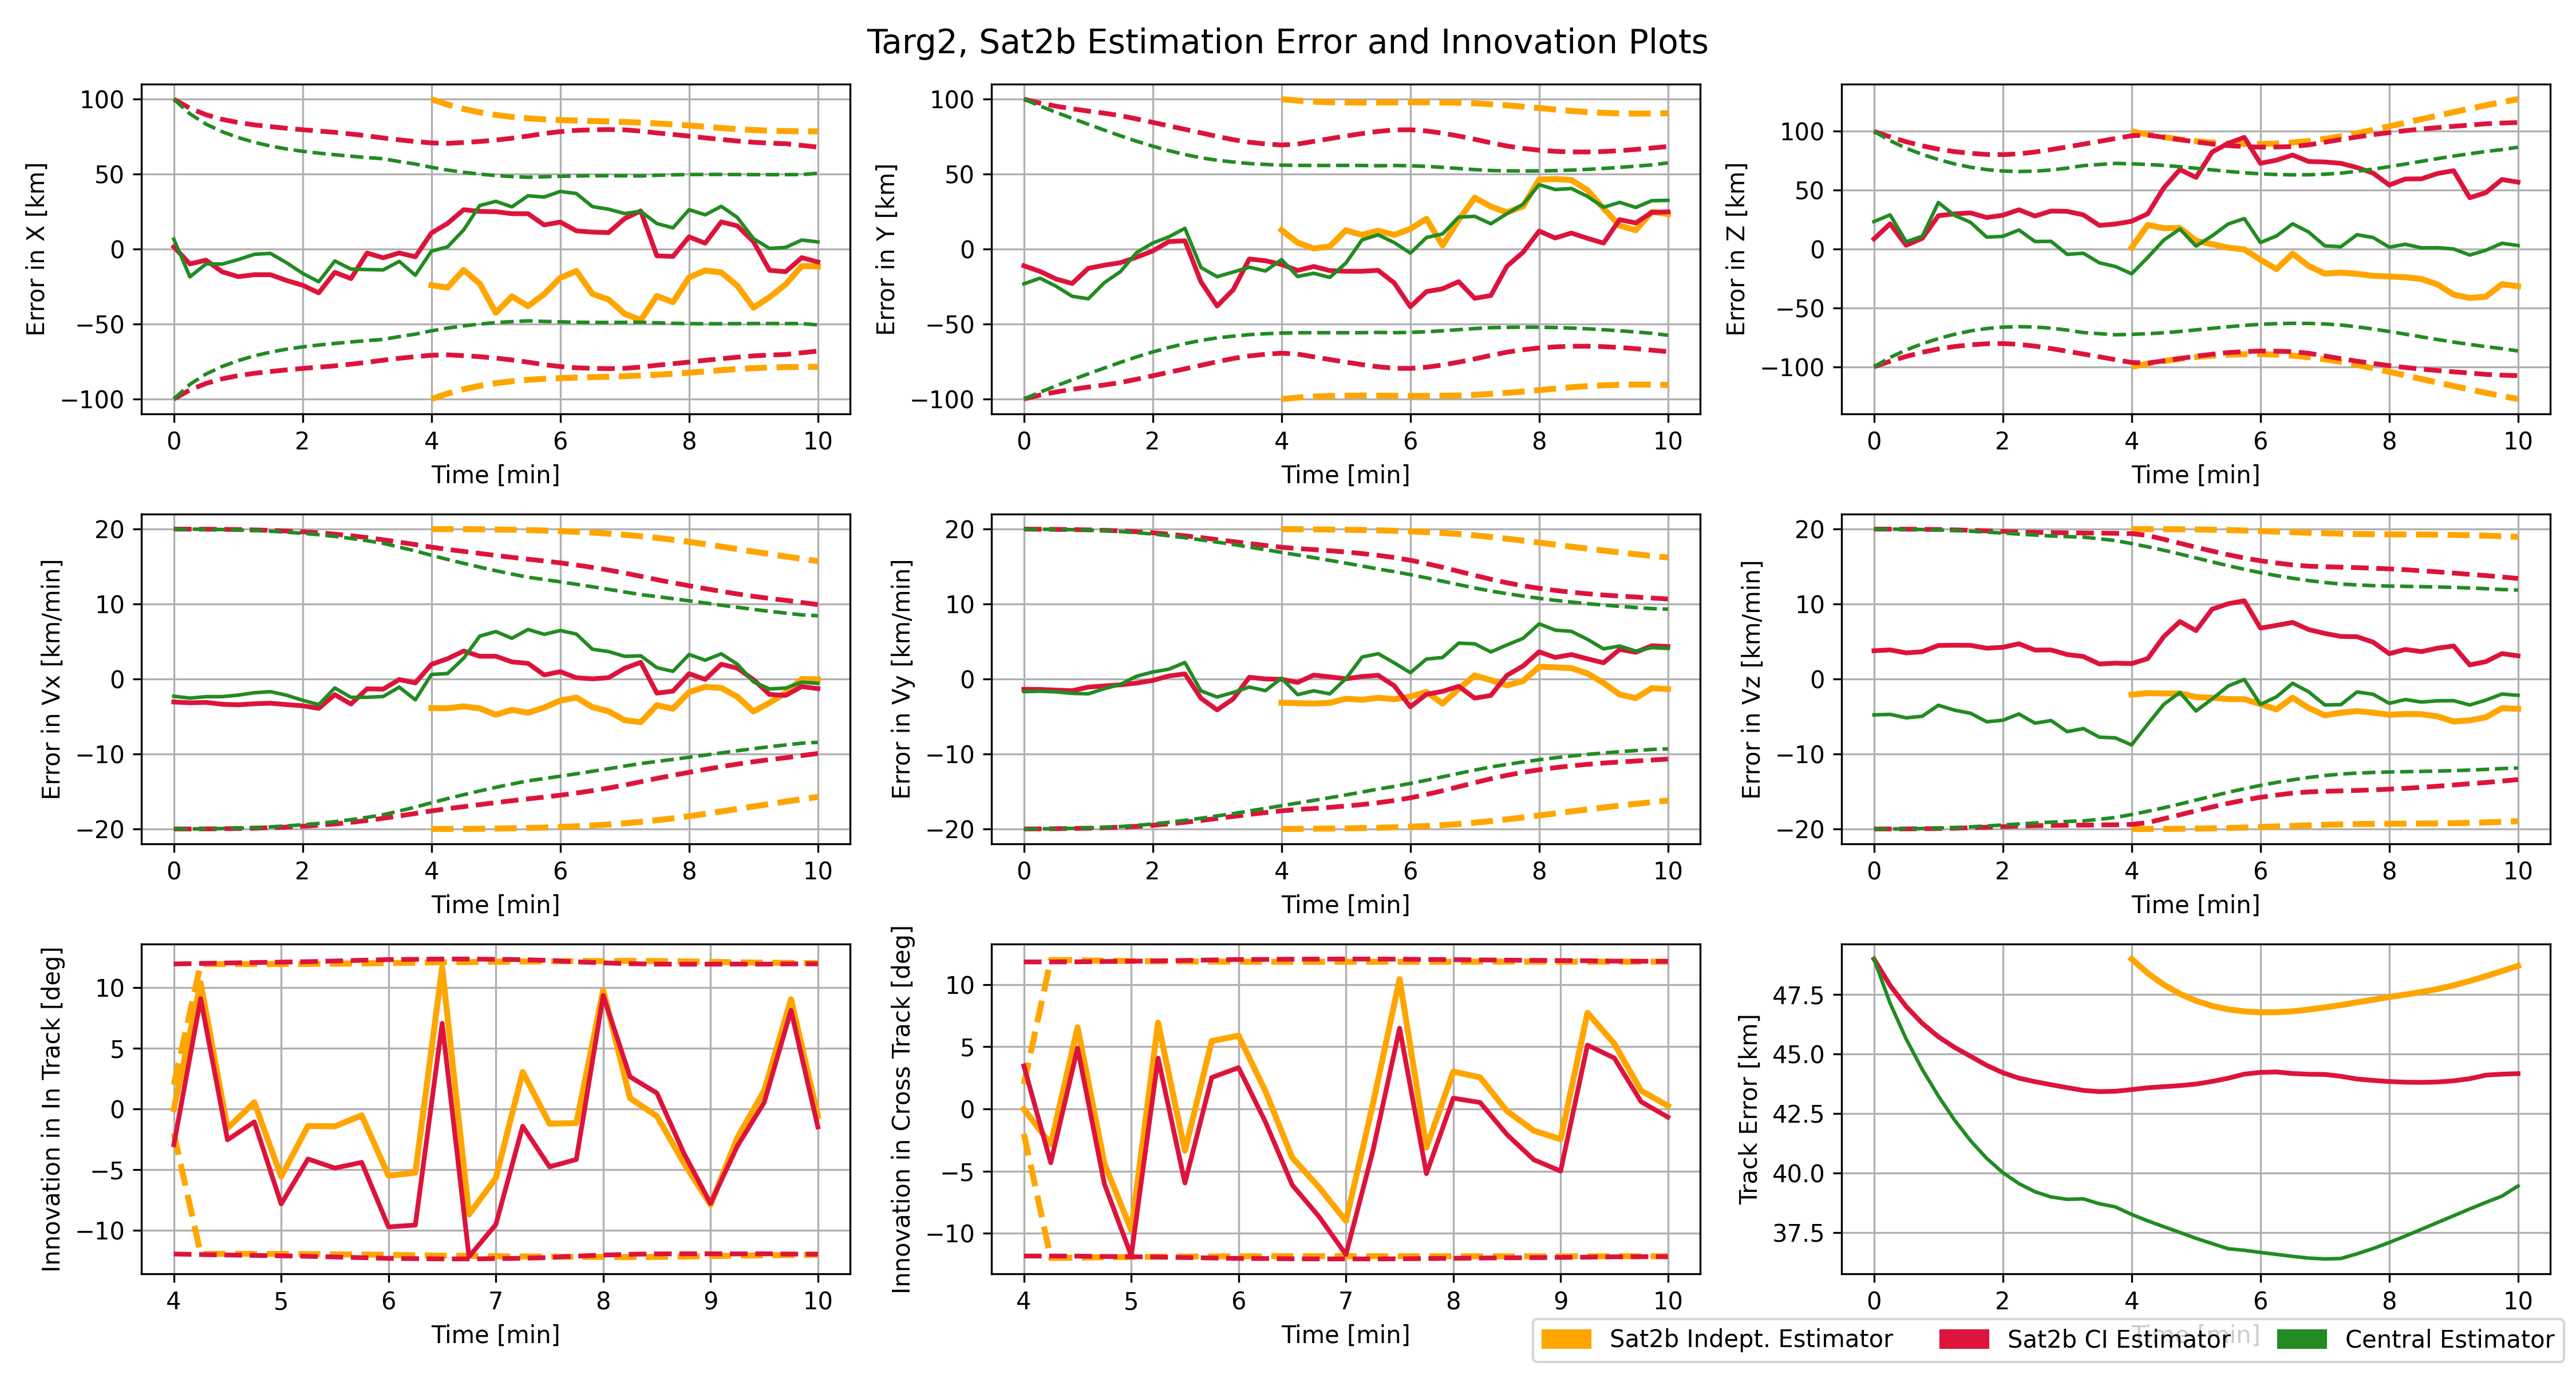 Targ2, Sat2b Estimation Error and Innovation Plots
Error in X [km]
100
50
0
−50
−100
0 2 4 6 8 10
Time [min]
Error in Y [km]
100
50
0
−50
−100
0 2 4 6 8 10
Time [min]
Error in Z [km]
100
50
0
−50
−100
0 2 4 6 8 10
Time [min]
Error in Vx [km/min]
20
10
0
−10
−20
0 2 4 6 8 10
Time [min]
Error in Vy [km/min]
20
10
0
−10
−20
0 2 4 6 8 10
Time [min]
Error in Vz [km/min]
20
10
0
−10
−20
0 2 4 6 8 10
Time [min]
Innovation in In Track [deg]
10
5
0
−5
−10
4 5 6 7 8 9 10
Time [min]
Innovation in Cross Track [deg]
10
5
0
−5
−10
4 5 6 7 8 9 10
Time [min]
Track Error [km]
47.5
45.0
42.5
40.0
37.5
0 2 4 6 8 10
Time [min]
Sat2b Indept. Estimator Sat2b CI Estimator Central Estimator